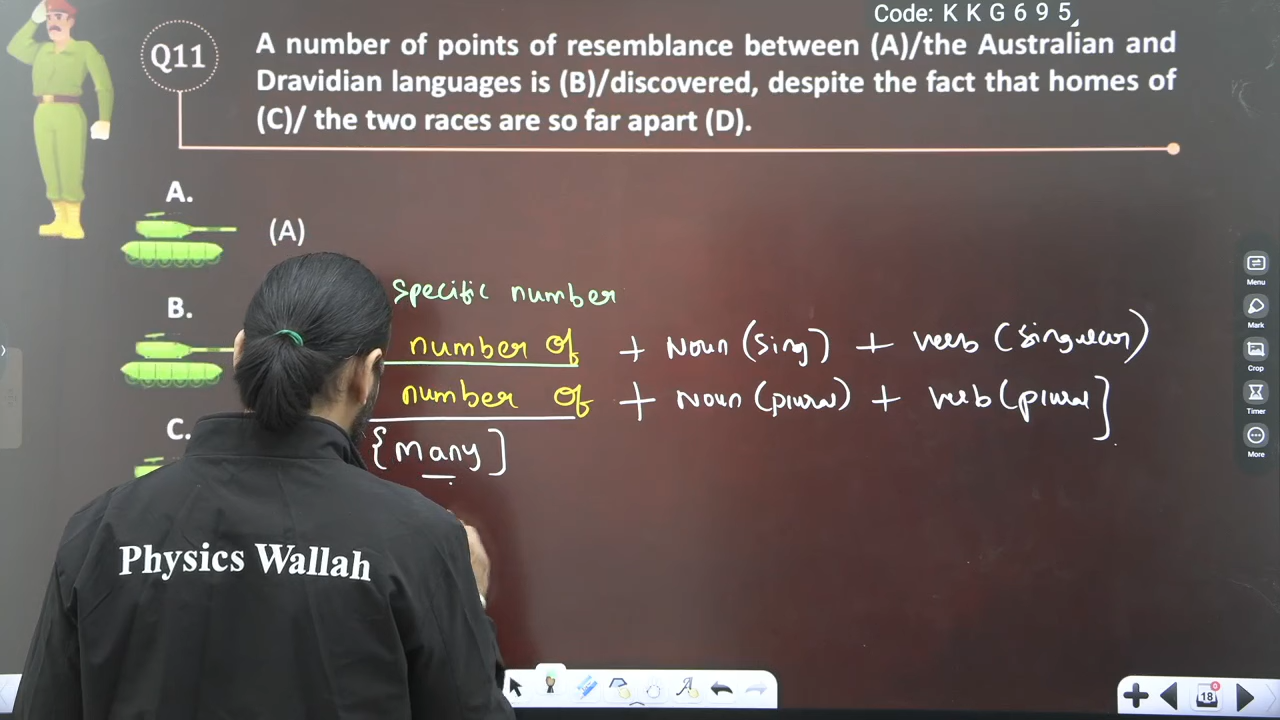 Code: K K G 6 9 5
Q11
A number of points of resemblance between (A)/the Australian and
Dravidian languages is (B)/discovered, despite the fact that homes of
(C)/ the two races are so far apart (D).
A.
(A)
B.
C.
specific number
number of + Noun (sing) + verb (singular)
number of + Noun (plural) + verb (plural]
{Many]
Physics Wallah
Menu
Mark
Crop
Timer
More
18